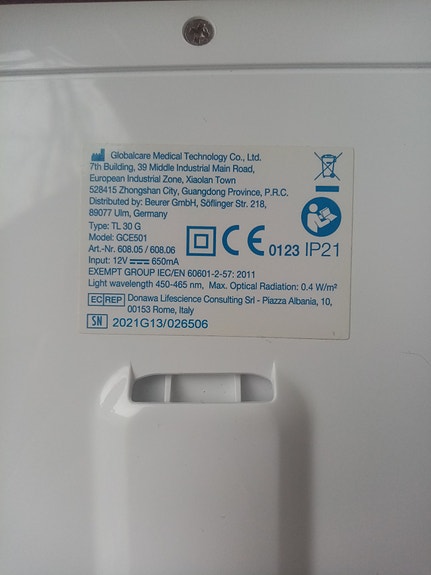 Globalcare Medical Technology Co., Ltd.
7th Building, 39 Middle Industrial Main Road,
European Industrial Zone, Xiaolan Town
528415 Zhongshan City, Guangdong Province, P.R.C.
Distributed by: Beurer GmbH, Söflinger Str. 218,
89077 Ulm, Germany
Type: TL 30 G
Model: GCE501
Art.-Nr. 608.05 / 608.06
CE 0123 IP21
Input: 12V 650mA
EXEMPT GROUP IEC/EN 60601-2-57: 2011
Light wavelength 450-465 nm, Max. Optical Radiation: 0.4 W/m²
EC REP Donawa Lifescience Consulting Srl - Piazza Albania, 10,
00153 Rome, Italy
SN 2021G13/026506